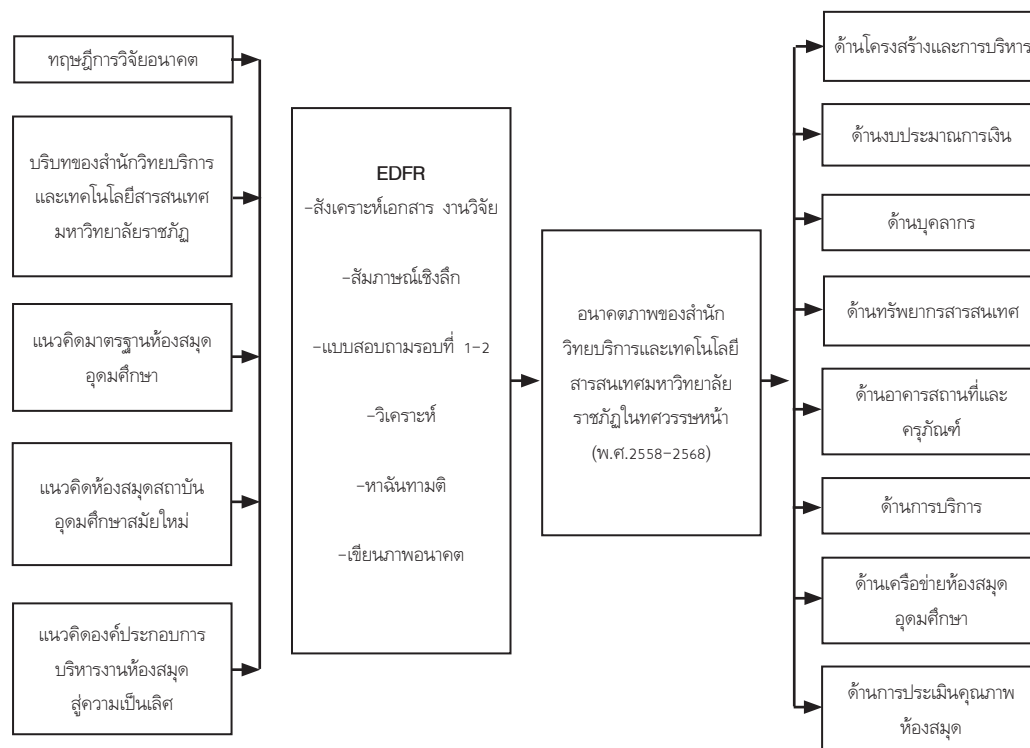 ทฤษฎีการวิจัยอนาคต
บริบทของสำนักวิทยบริการ
และเทคโนโลยีสารสนเทศ
มหาวิทยาลัยราชภัฏ
แนวคิดมาตรฐานห้องสมุด
อุดมศึกษา
แนวคิดห้องสมุดสถาบัน
อุดมศึกษาสมัยใหม่
แนวคิดองค์ประกอบการ
บริหารงานห้องสมุด
สู่ความเป็นเลิศ
EDFR
-สังเคราะห์เอกสาร งานวิจัย
-สัมภาษณ์เชิงลึก
-แบบสอบถามรอบที่ 1-2
-วิเคราะห์
-หาฉันทามติ
-เขียนภาพอนาคต
อนาคตภาพของสำนัก
วิทยบริการและเทคโนโลยี
สารสนเทศมหาวิทยาลัย
ราชภัฏในทศวรรษหน้า
(พ.ศ.2558-2568)
ด้านโครงสร้างและการบริหาร
ด้านงบประมาณการเงิน
ด้านบุคลากร
ด้านทรัพยากรสารสนเทศ
ด้านอาคารสถานที่และ
ครุภัณฑ์
ด้านการบริการ
ด้านเครือข่ายห้องสมุด
อุดมศึกษา
ด้านการประเมินคุณภาพ
ห้องสมุด